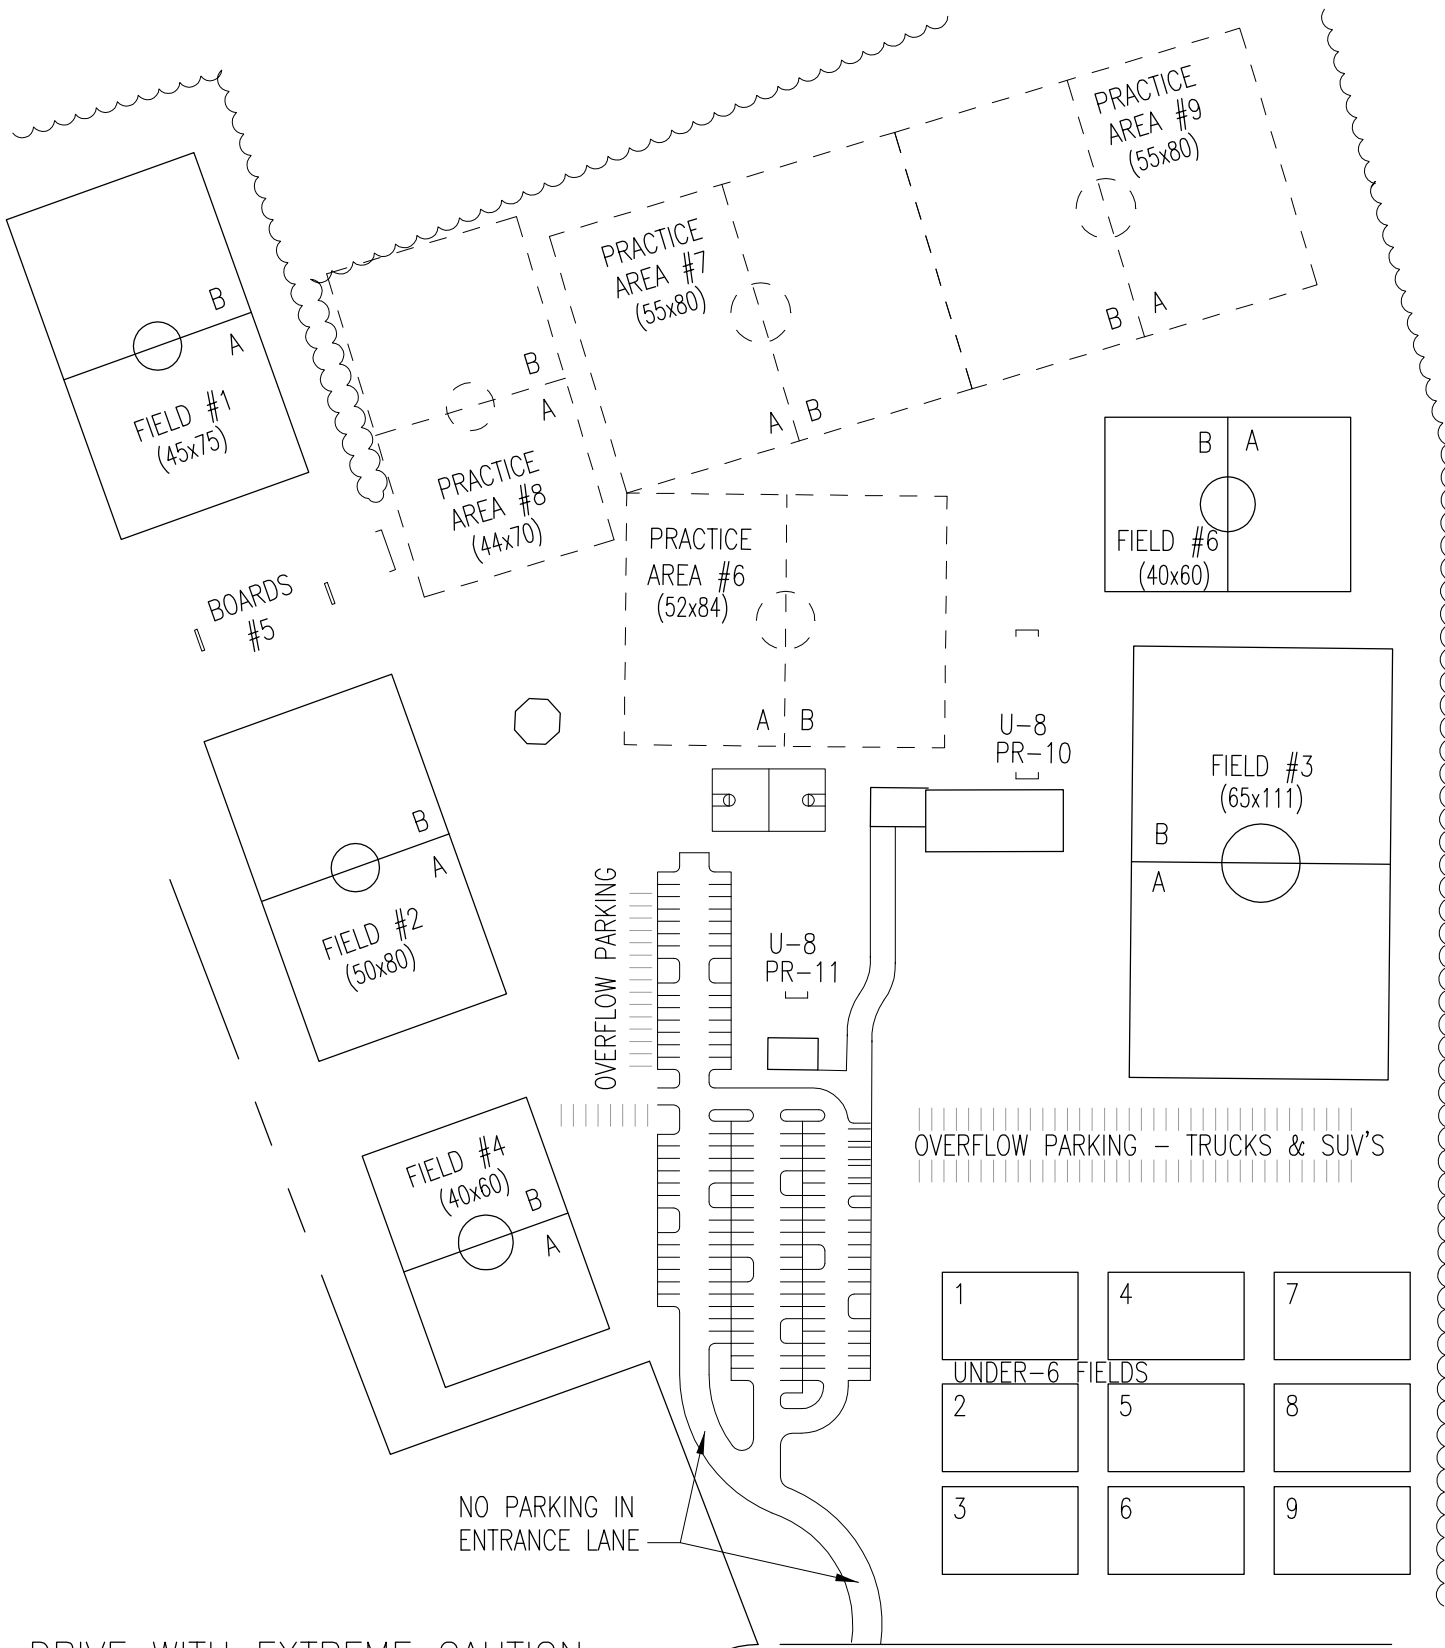 PRACTICE
AREA #9
(55x80)
B
A
PRACTICE
AREA #7
(55x80)
A
B
B
A
FIELD #1
(45x75)
B
A
PRACTICE
AREA #8
(44x70)
B
A
FIELD #6
(40x60)
PRACTICE
AREA #6
(52x84)
A
B
BOARDS
#5
U-8
PR-10
FIELD #3
(65x111)
B
A
B
A
FIELD #2
(50x80)
OVERFLOW PARKING
U-8
PR-11
OVERFLOW PARKING - TRUCKS & SUV'S
FIELD #4
(40x60)
B
A
1
4
7
UNDER-6 FIELDS
2
5
8
3
6
9
NO PARKING IN
ENTRANCE LANE
DRIVE WITH EXTREME CAUTION